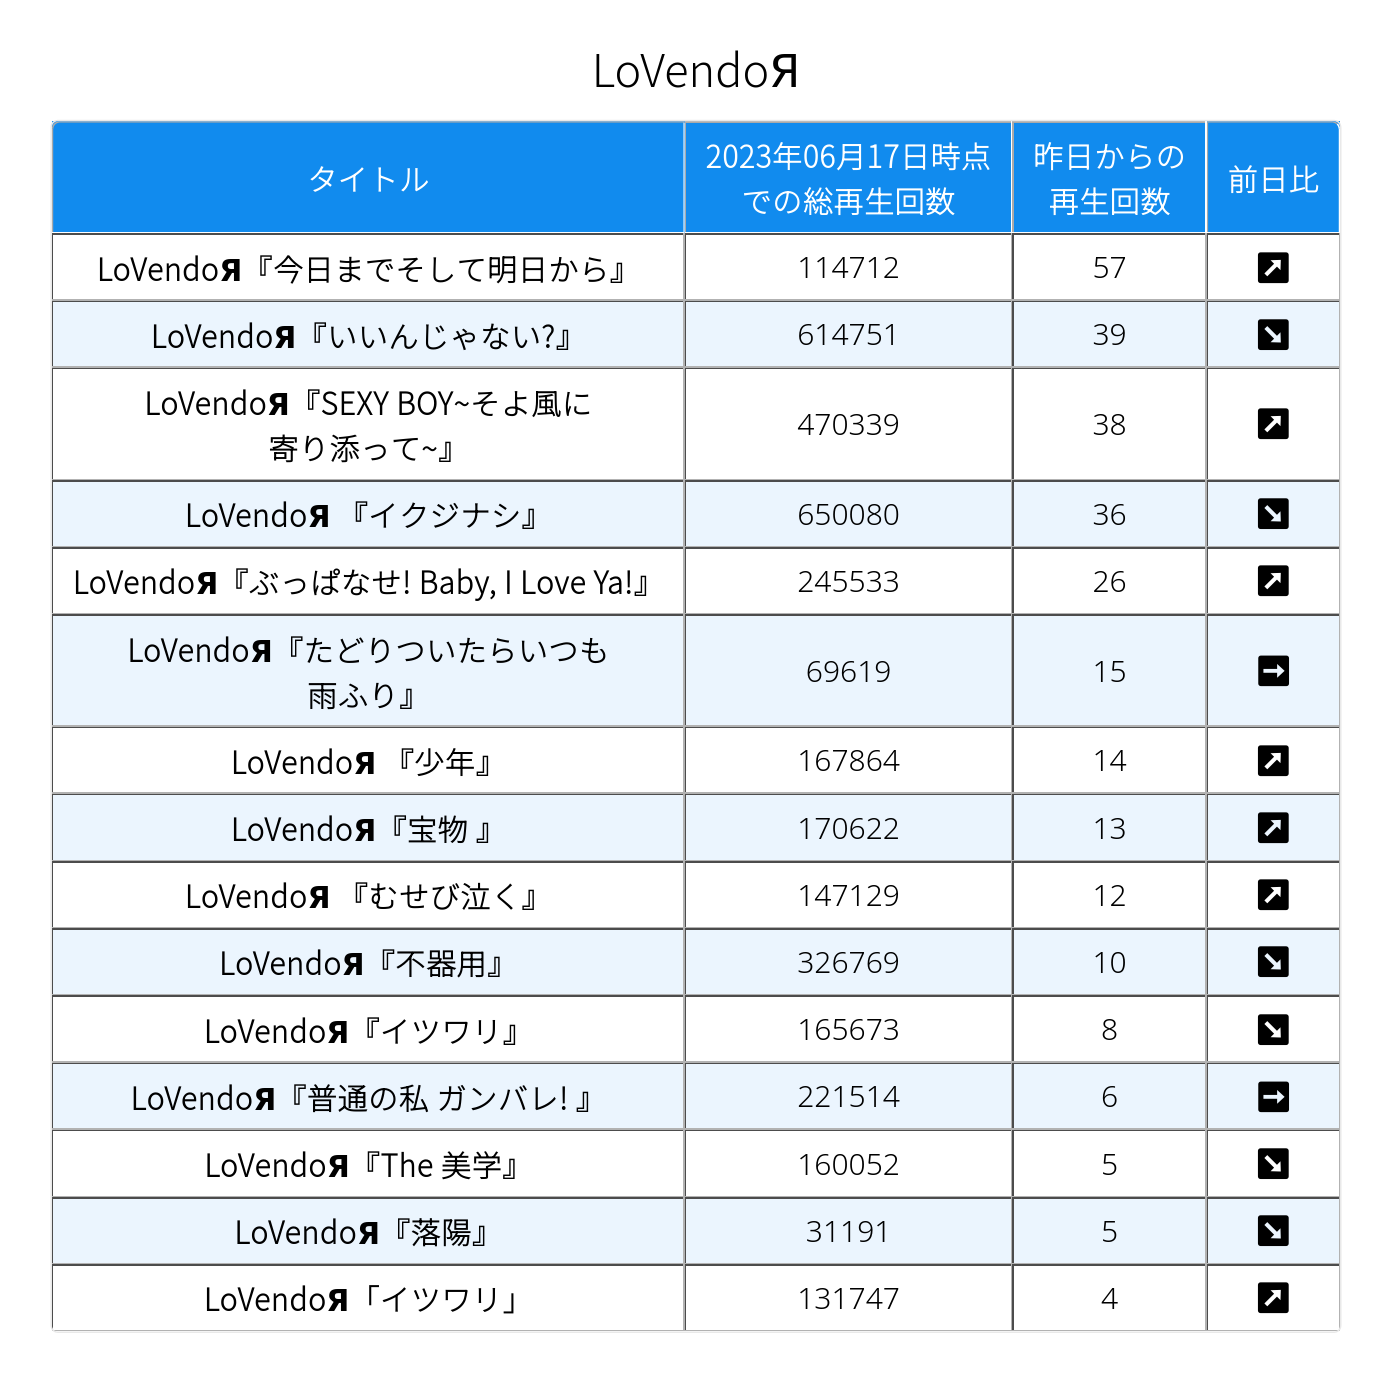 LoVendoЯ
タイトル
2023年06月17日時点
での総再生回数
昨日からの
再生回数
前日比
LoVendoЯ『今日までそして明日から』 114712 57 ↗
LoVendoЯ『いいんじゃない?』 614751 39 ↘
LoVendoЯ『SEXY BOY~そよ風に
寄り添って~』 470339 38 ↗
LoVendoЯ 『イクジナシ』 650080 36 ↘
LoVendoЯ『ぶっぱなせ! Baby, I Love Ya!』 245533 26 ↗
LoVendoЯ『たどりついたらいつも
雨ふり』 69619 15 →
LoVendoЯ 『少年』 167864 14 ↗
LoVendoЯ『宝物 』 170622 13 ↗
LoVendoЯ 『むせび泣く』 147129 12 ↗
LoVendoЯ『不器用』 326769 10 ↘
LoVendoЯ『イツワリ』 165673 8 ↘
LoVendoЯ『普通の私 ガンバレ! 』 221514 6 →
LoVendoЯ『The 美学』 160052 5 ↘
LoVendoЯ『落陽』 31191 5 ↘
LoVendoЯ「イツワリ」 131747 4 ↗